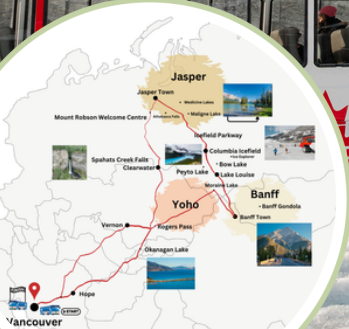 Jasper
Jasper Town
• Medicine Lakes
• Maligne Lake
Mount Robson Welcome Centre
Athabasca Falls
Icefield Parkway
Columbia Icefield
Spahats Creek Falls
Clearwater
Peyto Lake
• Bow Lake
Lake Louise
Moraine Lake
Yoho
Banff
• Banff Gondola
Banff Town
Vernon
Rogers Pass
Okanagan Lake
Hope
START
Vancouver